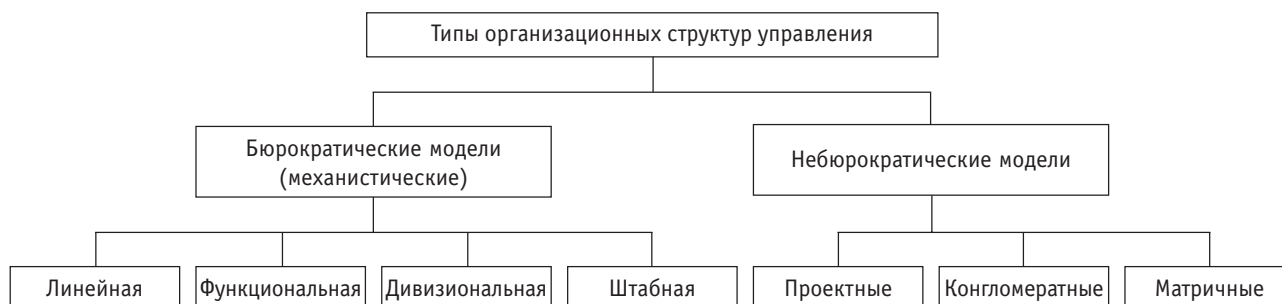 Типы организационных структур управления
Бюрократические модели
(механистические)
Небюрократические модели
Линейная
Функциональная
Дивизиональная
Штабная
Проектные
Конгломератные
Матричные